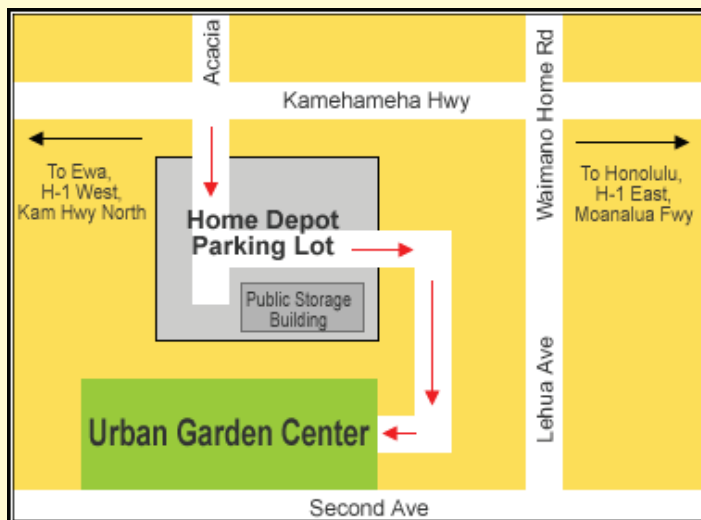 Acacia
Kamehameha Hwy
Waimano Home Rd
To Ewa,
H-1 West,
Kam Hwy North
To Honolulu,
H-1 East,
Moanalua Fwy
Home Depot
Parking Lot
Public Storage
Building
Lehua Ave
Urban Garden Center
Second Ave